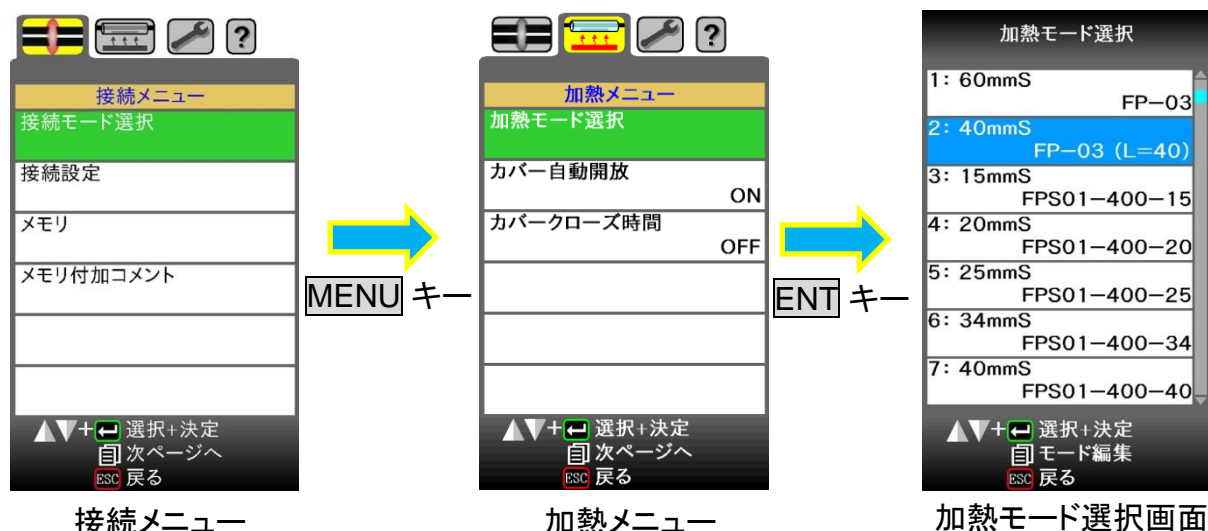 ?
接続メニュー
接続モード選択
接続設定
メモリ
メモリ付加コメント
▲▼+ 選択+決定
次ページへ
ESC 戻る
接続メニュー
MENU キー
?
加熱メニュー
加熱モード選択
カバー自動開放
ON
カバークローズ時間
OFF
▲▼+ 選択+決定
次ページへ
ESC 戻る
加熱メニュー
ENT キー
加熱モード選択
1: 60mmS
FP−03
2: 40mmS
FP−03 (L=40)
3: 15mmS
FPS01−400−15
4: 20mmS
FPS01−400−20
5: 25mmS
FPS01−400−25
6: 34mmS
FPS01−400−34
7: 40mmS
FPS01−400−40
▲▼+ 選択+決定
モード編集
ESC 戻る
加熱モード選択画面